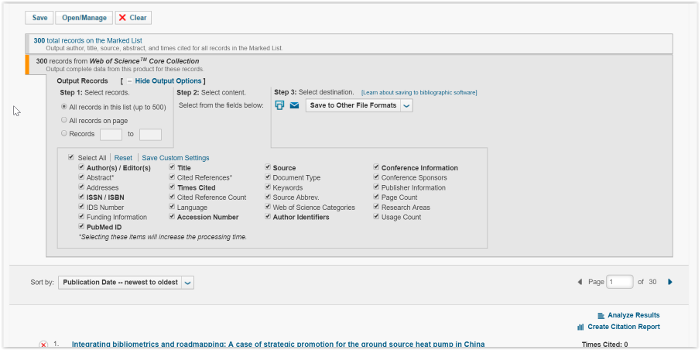 Save Open/Manage Clear
300 total records on the Marked List
Output author, title, source, abstract, and times cited for all records in the Marked List.
300 records from Web of Science™ Core Collection
Output complete data from this product for these records.
Output Records [ – Hide Output Options ]
Step 1: Select records. Step 2: Select content. Step 3: Select destination. [Learn about saving to bibliographic software]
All records in this list (up to 500) Select from the fields below: Save to Other File Formats
All records on page
Records to
Select All | Reset | Save Custom Settings
Author(s) / Editor(s) Title Source Conference Information
Abstract* Cited References* Document Type Conference Sponsors
Addresses Times Cited Keywords Publisher Information
ISSN / ISBN Cited Reference Count Source Abbrev. Page Count
IDS Number Language Web of Science Categories Research Areas
Funding Information Accession Number Author Identifiers Usage Count
PubMed ID
*Selecting these items will increase the processing time.
Sort by: Publication Date -- newest to oldest Page 1 of 30
Analyze Results
Create Citation Report
1. Integrating bibliometrics and roadmapping: A case of strategic promotion for the ground source heat pump in China Times Cited: 0